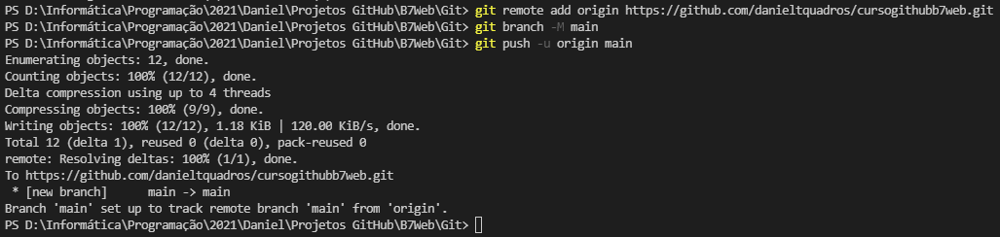 PS D:\Informática\Programação\2021\Daniel\Projetos GitHub\B7Web\Git> git remote add origin https://github.com/danieltquadros/cursogithubb7web.git
PS D:\Informática\Programação\2021\Daniel\Projetos GitHub\B7Web\Git> git branch -M main
PS D:\Informática\Programação\2021\Daniel\Projetos GitHub\B7Web\Git> git push -u origin main
Enumerating objects: 12, done.
Counting objects: 100% (12/12), done.
Delta compression using up to 4 threads
Compressing objects: 100% (9/9), done.
Writing objects: 100% (12/12), 1.18 KiB | 120.00 KiB/s, done.
Total 12 (delta 1), reused 0 (delta 0), pack-reused 0
remote: Resolving deltas: 100% (1/1), done.
To https://github.com/danieltquadros/cursogithubb7web.git
 * [new branch]      main -> main
Branch 'main' set up to track remote branch 'main' from 'origin'.
PS D:\Informática\Programação\2021\Daniel\Projetos GitHub\B7Web\Git>